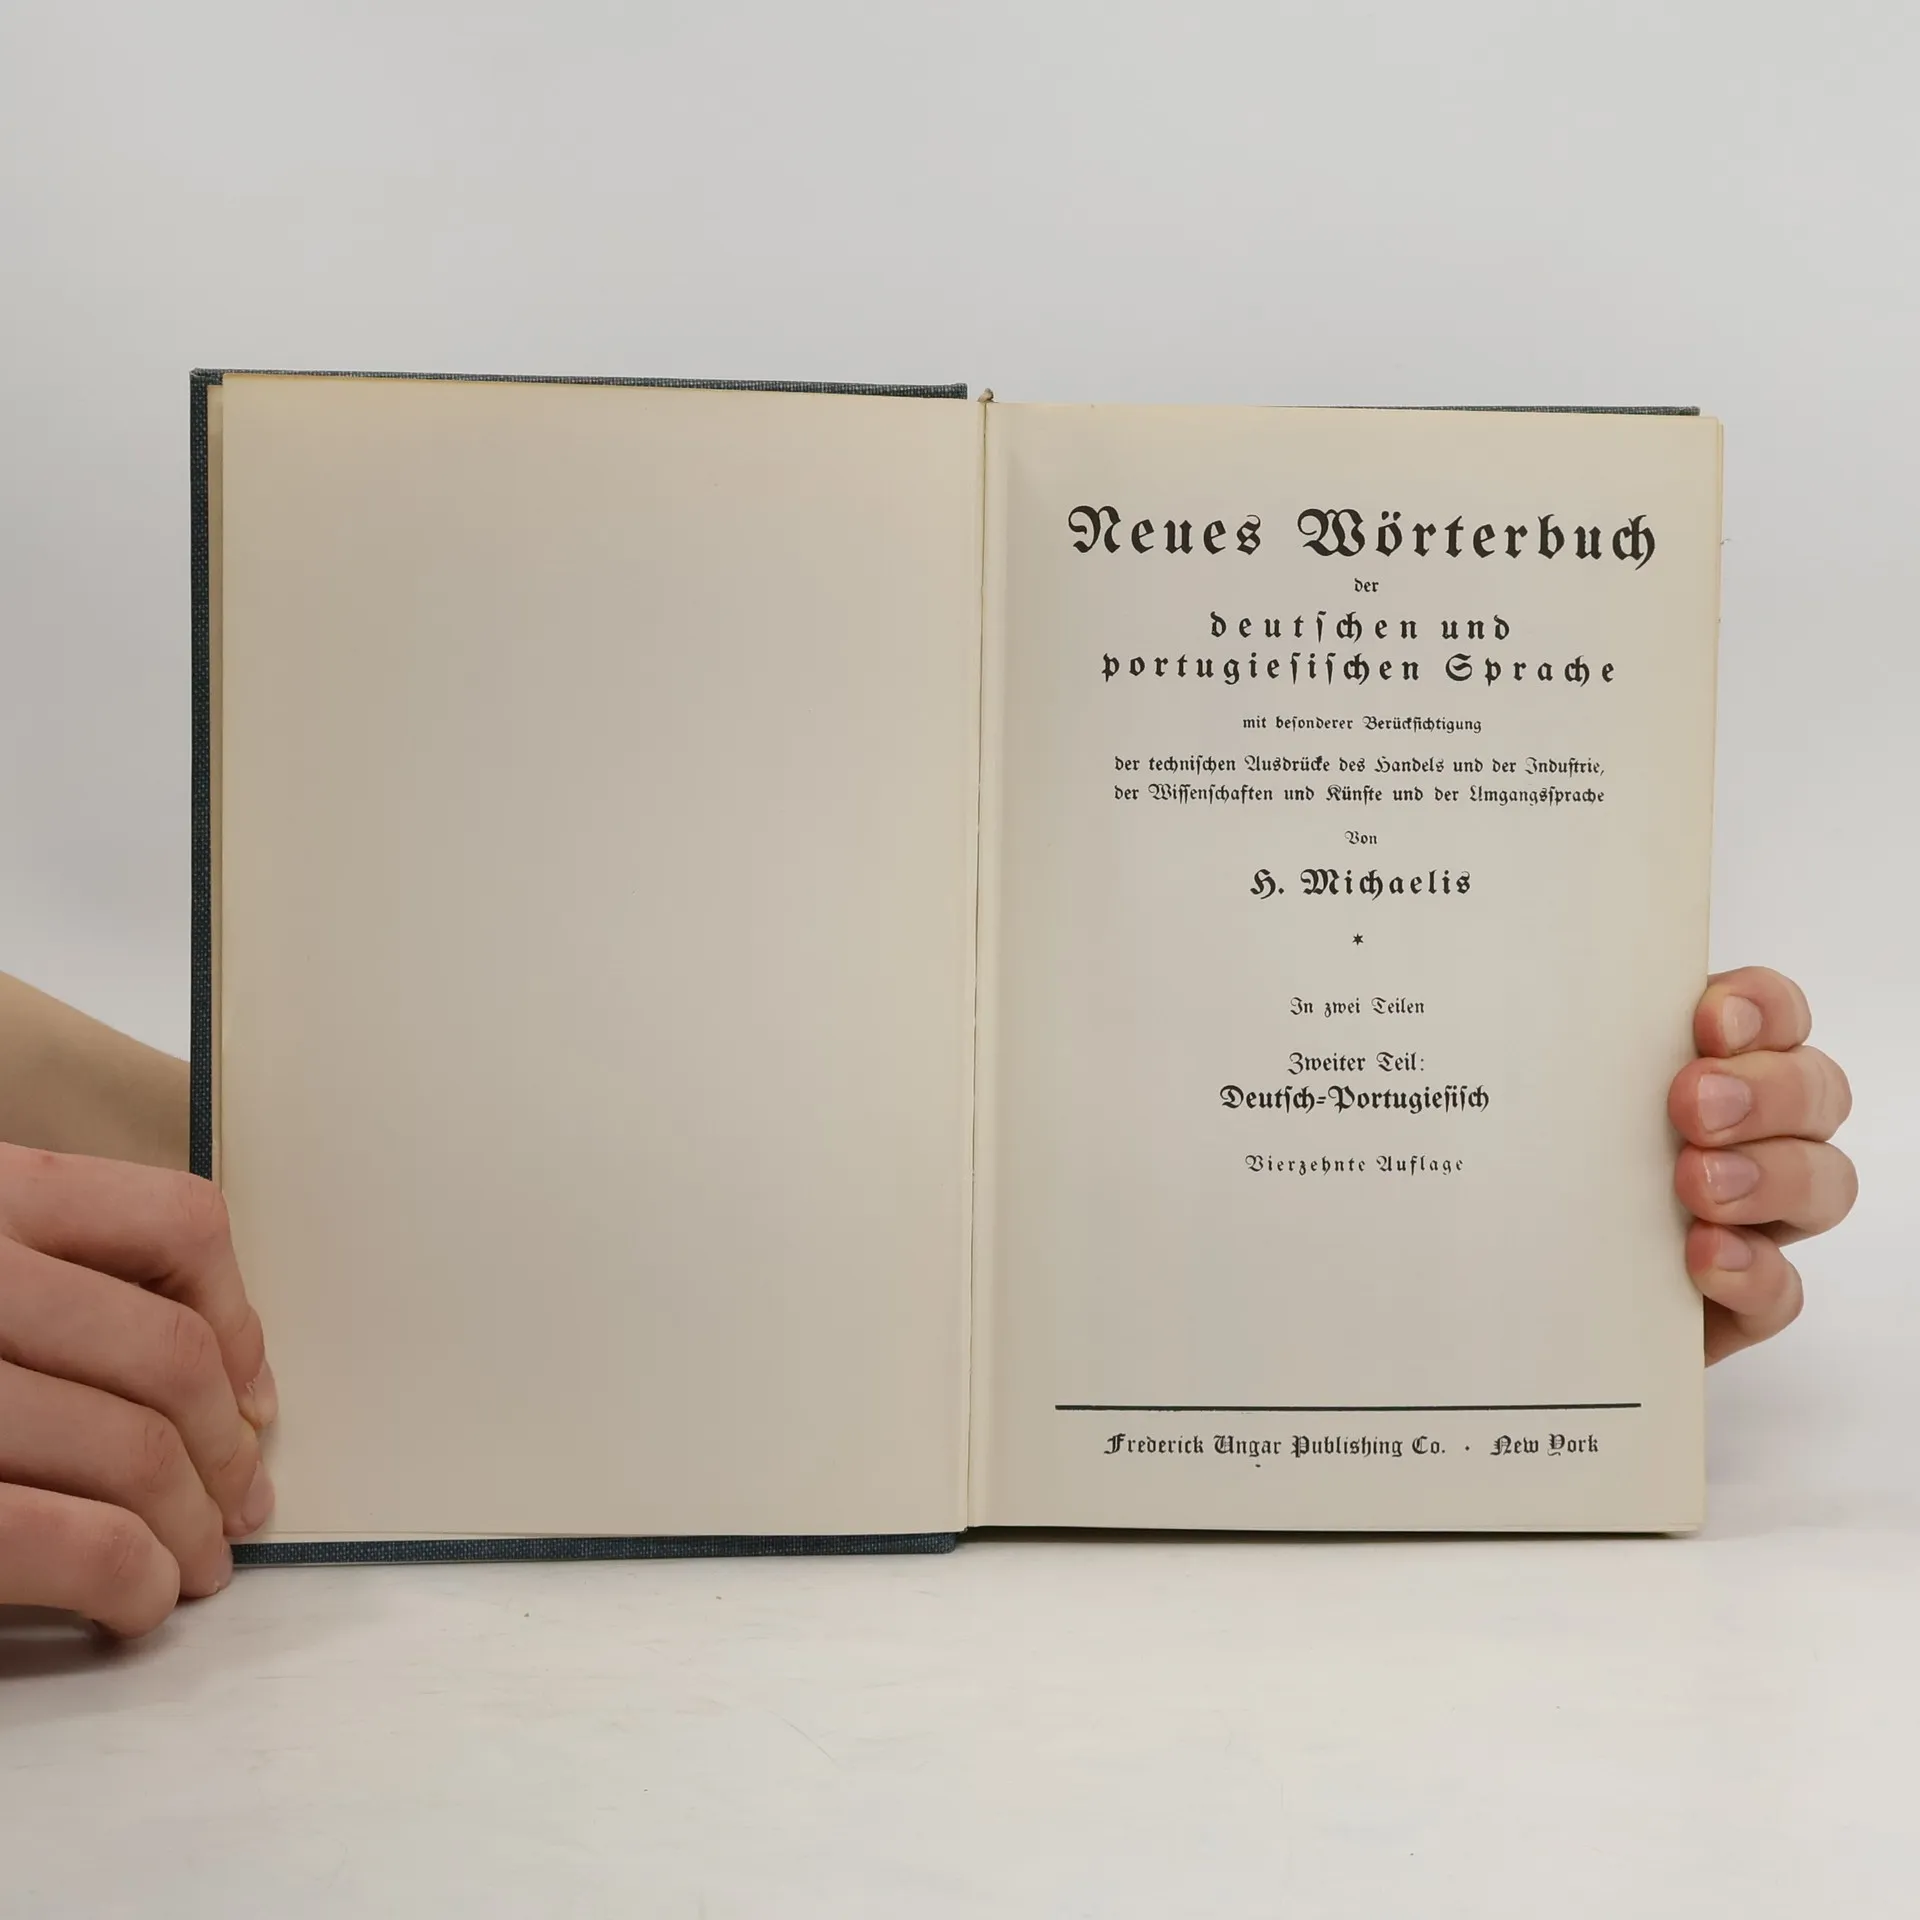 Neues Wörterbuch
der
deutſchen und
portugieſiſchen Sprache
mit beſonderer Berückſichtigung
der techniſchen Ausdrücke des Handels und der Induſtrie,
der Wiſſenſchaften und Künſte und der Umgangsſprache
Von
H. Michaelis
*
In zwei Teilen
Zweiter Teil:
Deutſch-Portugieſiſch
Vierzehnte Auflage
Frederick Ungar Publishing Co. · New York